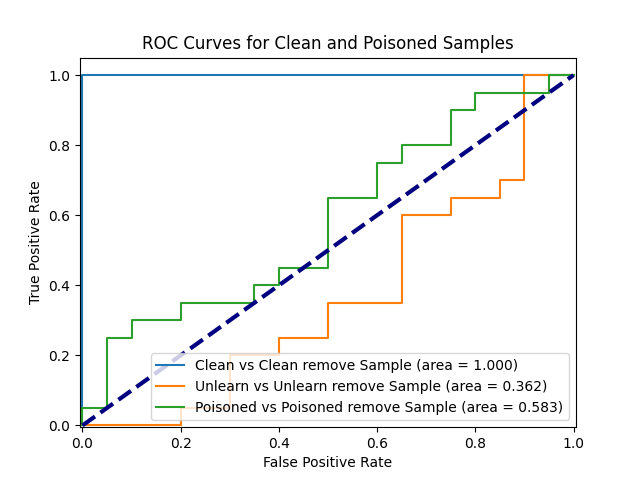 ROC Curves for Clean and Poisoned Samples
True Positive Rate
1.0
0.8
0.6
0.4
0.2
0.0
Clean vs Clean remove Sample (area = 1.000)
Unlearn vs Unlearn remove Sample (area = 0.362)
Poisoned vs Poisoned remove Sample (area = 0.583)
0.0 0.2 0.4 0.6 0.8 1.0
False Positive Rate